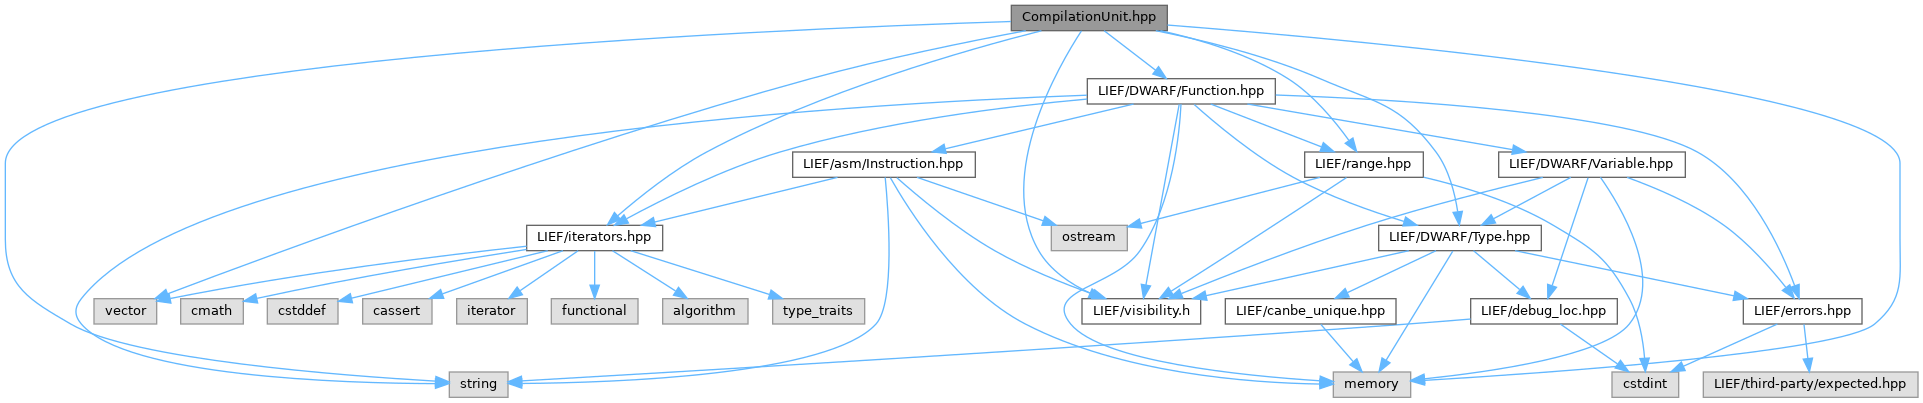 CompilationUnit.hpp
LIEF/DWARF/Function.hpp
LIEF/asm/Instruction.hpp
LIEF/range.hpp
LIEF/DWARF/Variable.hpp
LIEF/iterators.hpp
ostream
LIEF/DWARF/Type.hpp
vector
cmath
cstddef
cassert
iterator
functional
algorithm
type_traits
LIEF/visibility.h
LIEF/canbe_unique.hpp
LIEF/debug_loc.hpp
LIEF/errors.hpp
string
memory
cstdint
LIEF/third-party/expected.hpp